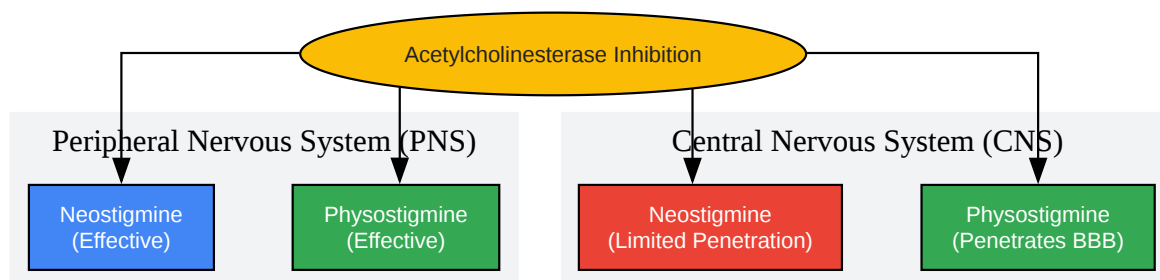 Acetylcholinesterase Inhibition
Peripheral Nervous System (PNS)
Central Nervous System (CNS)
Neostigmine
(Effective)
Physostigmine
(Effective)
Neostigmine
(Limited Penetration)
Physostigmine
(Penetrates BBB)